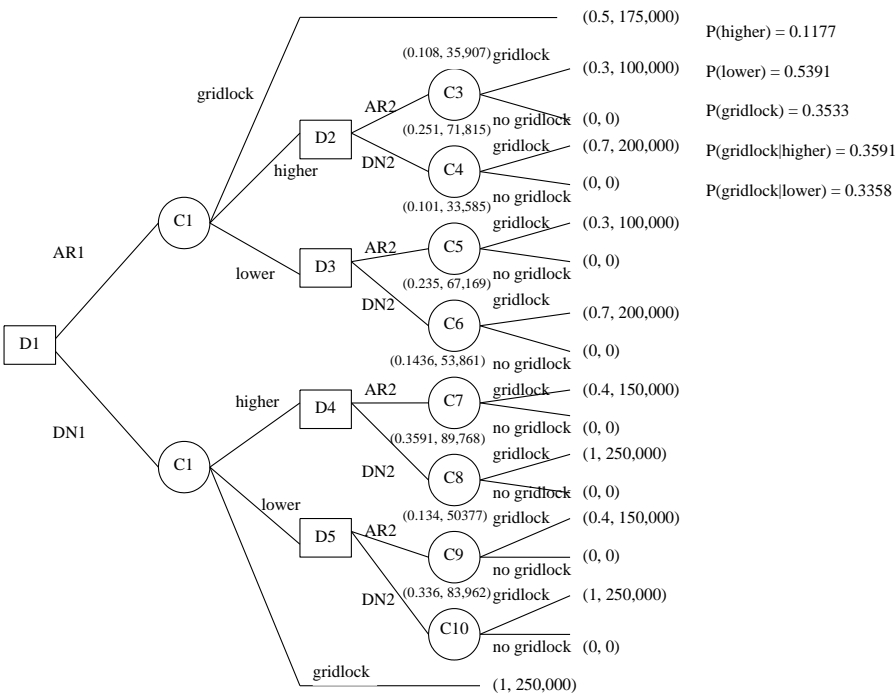 (0.5, 175,000)
P(higher) = 0.1177
(0.108, 35,907) gridlock
(0.3, 100,000)
P(lower) = 0.5391
gridlock
C3
AR2
no gridlock
(0, 0)
P(gridlock) = 0.3533
(0.251, 71,815)
D2
gridlock
(0.7, 200,000)
P(gridlock|higher) = 0.3591
DN2
higher
C4
(0, 0)
P(gridlock|lower) = 0.3358
no gridlock
(0.101, 33,585)
C1
gridlock
(0.3, 100,000)
AR1
AR2
C5
lower
D3
(0, 0)
no gridlock
(0.235, 67,169)
DN2
gridlock
(0.7, 200,000)
C6
D1
(0, 0)
(0.1436, 53,861)
no gridlock
AR2
gridlock
(0.4, 150,000)
higher
D4
C7
DN1
no gridlock
(0, 0)
(0.3591, 89,768)
gridlock
(1, 250,000)
C1
DN2
C8
no gridlock
(0, 0)
lower
(0.134, 50377) gridlock
(0.4, 150,000)
D5
AR2
C9
(0, 0)
no gridlock
(0.336, 83,962) gridlock
(1, 250,000)
DN2
C10
no gridlock
(0, 0)
gridlock
(1, 250,000)